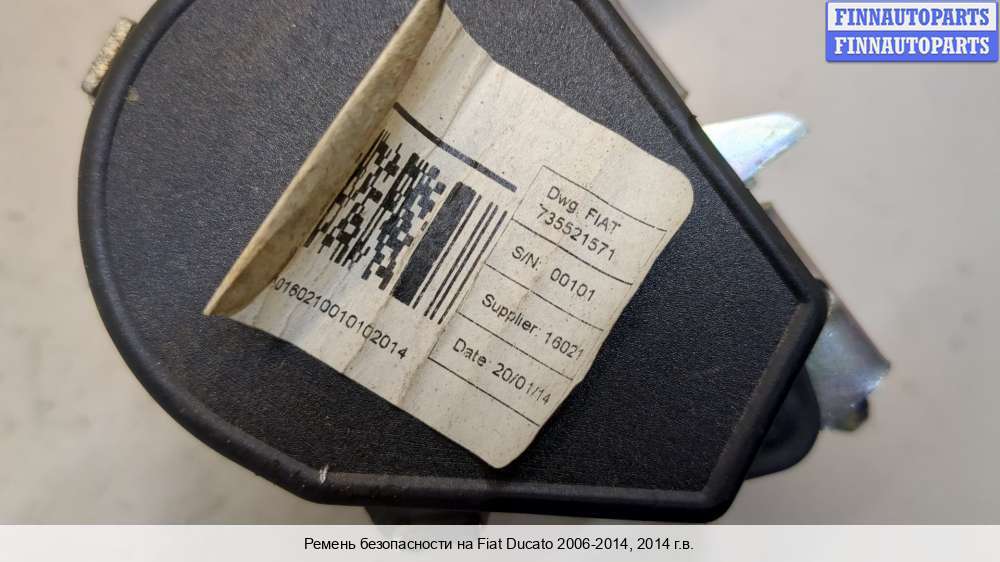 FINNAUTOPARTS
FINNAUTOPARTS
Dwg. FIAT
735521571
S/N: 00101
Supplier: 16021
Date: 20/01/14
0160210010102014
Ремень безопасности на Fiat Ducato 2006-2014, 2014 г.в.